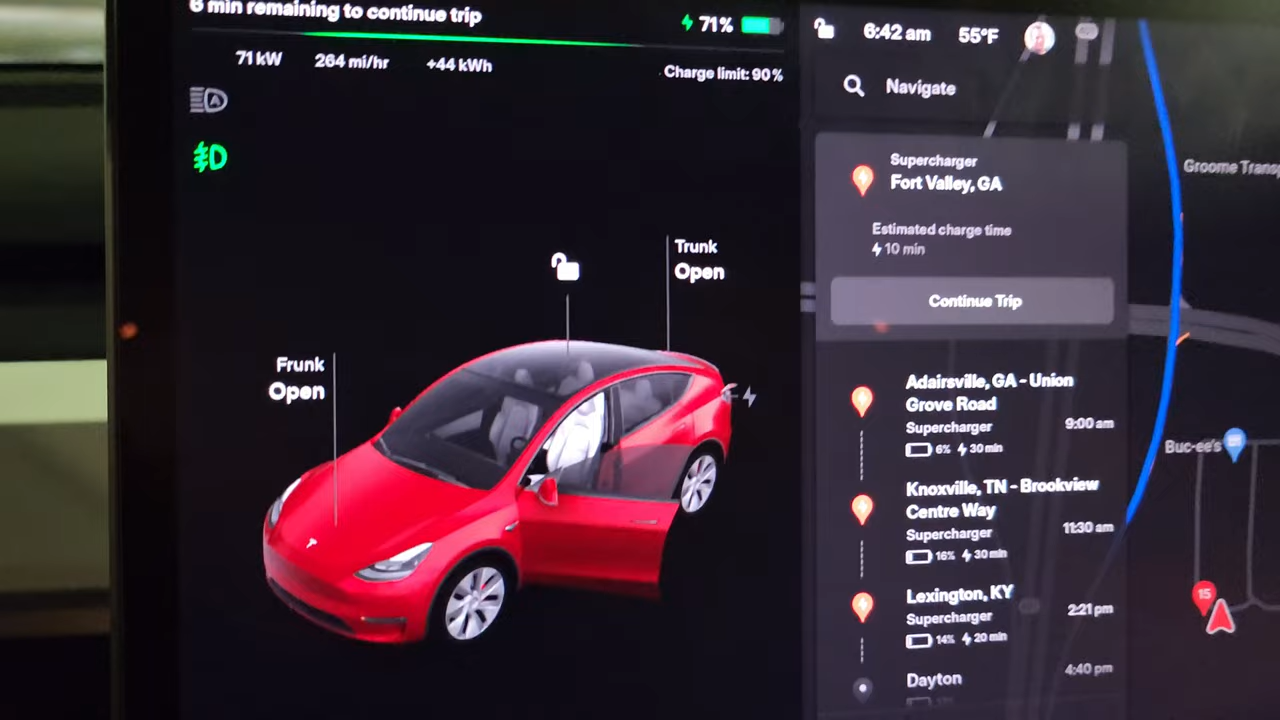 6 min remaining to continue trip
71%
71 kW 264 mi/hr +44 kWh
Charge limit: 90%
Trunk
Open
Frunk
Open
6:42 am 55°F
Navigate
Supercharger
Fort Valley, GA
Estimated charge time
10 min
Continue Trip
Adairsville, GA - Union
Grove Road
Supercharger
9:00 am
6% 30 min
Knoxville, TN - Brookview
Centre Way
Supercharger
11:30 am
16% 30 min
Lexington, KY
Supercharger
2:21 pm
14% 20 min
Dayton
4:40 pm
Groome
Buc-ee's
15